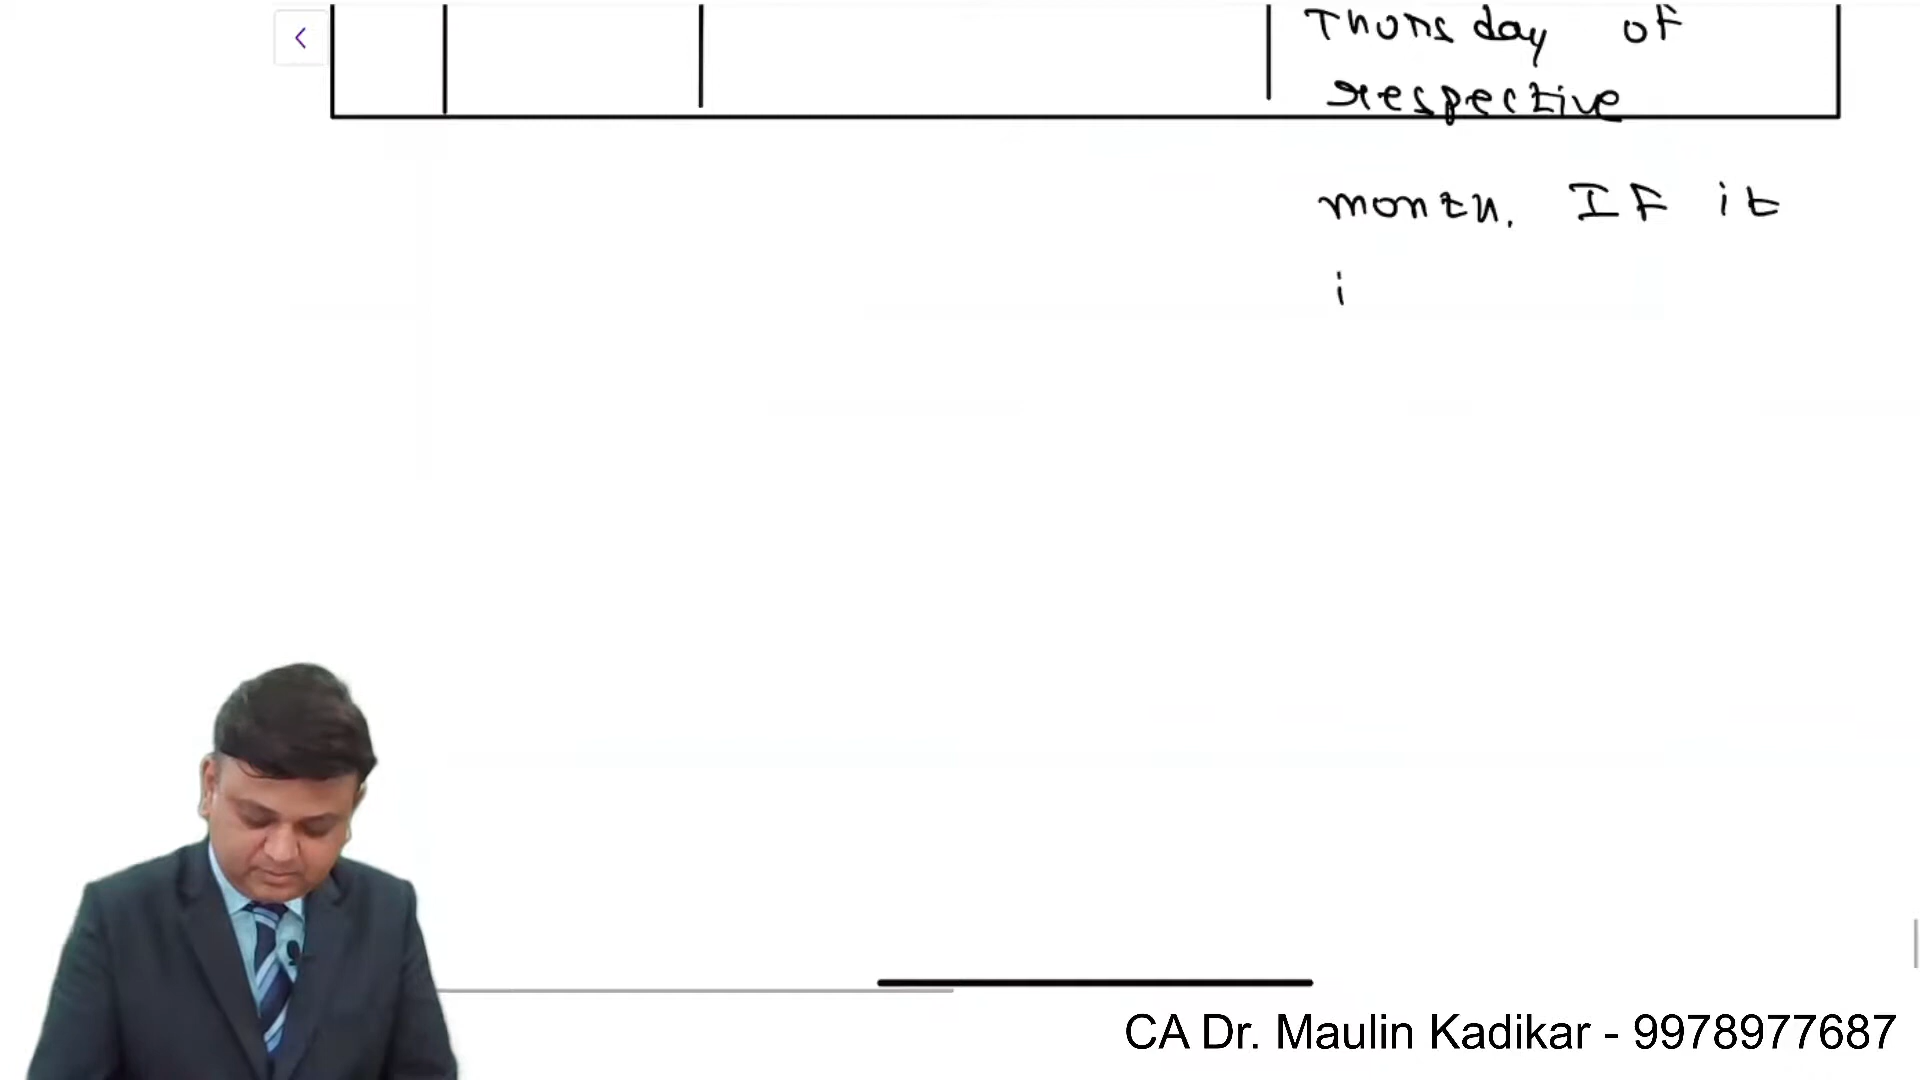 Thursday of
respective
month. IF it
i
CA Dr. Maulin Kadikar - 9978977687